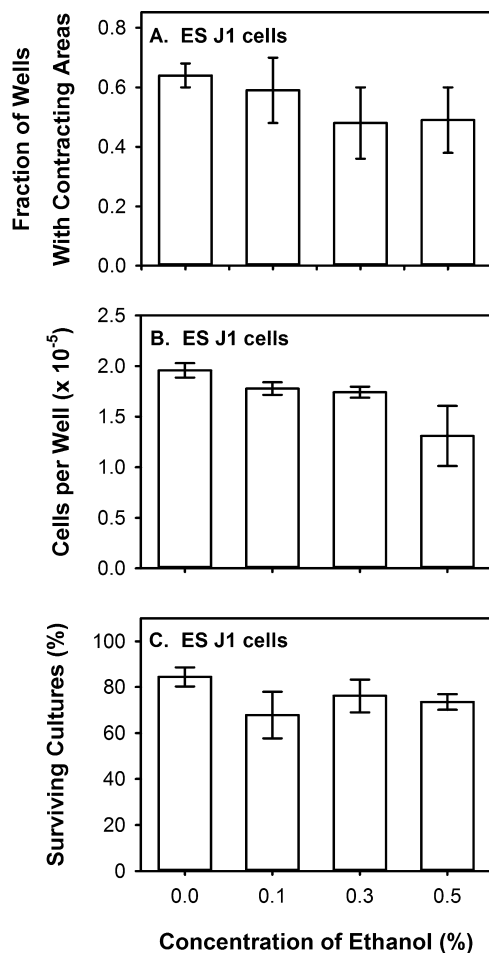 Fraction of Wells
With Contracting Areas
0.8
0.6
0.4
0.2
0.0
A. ES J1 cells
Cells per Well (x 10-5)
2.5
2.0
1.5
1.0
0.5
0.0
B. ES J1 cells
Surviving Cultures (%)
100
80
60
40
20
0
C. ES J1 cells
0.0 0.1 0.3 0.5
Concentration of Ethanol (%)